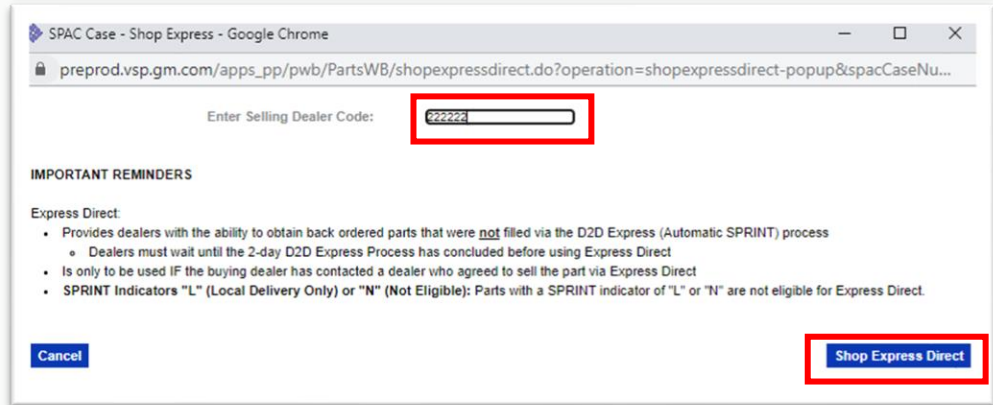 SPAC Case - Shop Express - Google Chrome
preprod.vsp.gm.com/apps_pp/pwb/PartsWB/shopexpressdirect.do?operation=shopexpressdirect-popup&spacCaseNu...
Enter Selling Dealer Code: 222222
IMPORTANT REMINDERS
Express Direct:
• Provides dealers with the ability to obtain back ordered parts that were not filled via the D2D Express (Automatic SPRINT) process
o Dealers must wait until the 2-day D2D Express Process has concluded before using Express Direct
• Is only to be used IF the buying dealer has contacted a dealer who agreed to sell the part via Express Direct
• SPRINT Indicators "L" (Local Delivery Only) or "N" (Not Eligible): Parts with a SPRINT indicator of "L" or "N" are not eligible for Express Direct.
Cancel Shop Express Direct